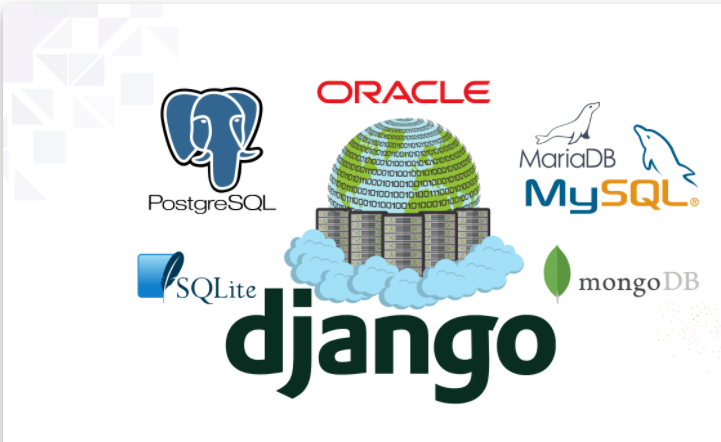 ORACLE
PostgreSQL
MariaDB
MySQL®
SQLite
mongoDB
django